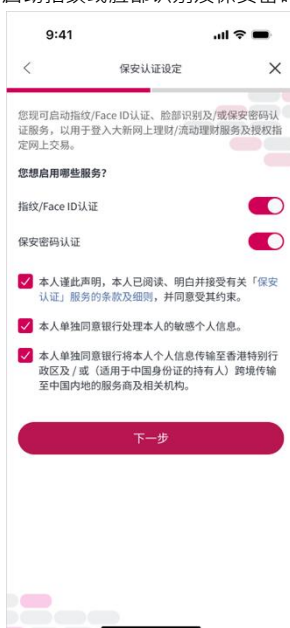 9:41
保安认证设定
您现可启动指纹/Face ID认证、脸部识别及/或保安密码认
证服务，以用于登入大新网上理财/流动理财服务及授权指
定网上交易。
您想启用哪些服务?
指纹/Face ID认证
保安密码认证
本人谨此声明，本人已阅读、明白并接受有关「保安
认证」服务的条款及细则，并同意受其约束。
本人单独同意银行处理本人的敏感个人信息。
本人单独同意银行将本人个人信息传输至香港特别行
政区及 / 或（适用于中国身份证的持有人）跨境传输
至中国内地的服务商及相关机构。
下一步